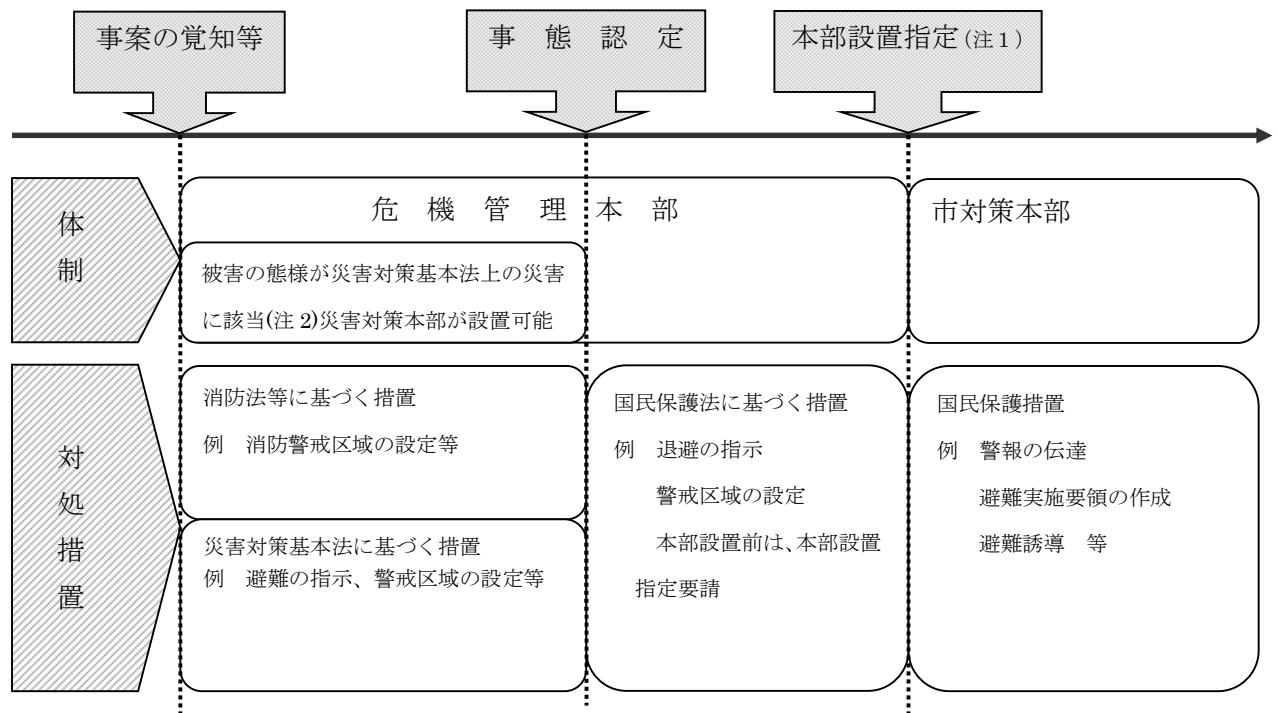 事案の覚知等
事態認定
本部設置指定(注1)
体制
危機管理本部
市対策本部
被害の態様が災害対策基本法上の災害
に該当(注 2)災害対策本部が設置可能
対処措置
消防法等に基づく措置
例 消防警戒区域の設定等
災害対策基本法に基づく措置
例 避難の指示、警戒区域の設定等
国民保護法に基づく措置
例 退避の指示
警戒区域の設定
本部設置前は、本部設置
指定要請
国民保護措置
例 警報の伝達
避難実施要領の作成
避難誘導 等